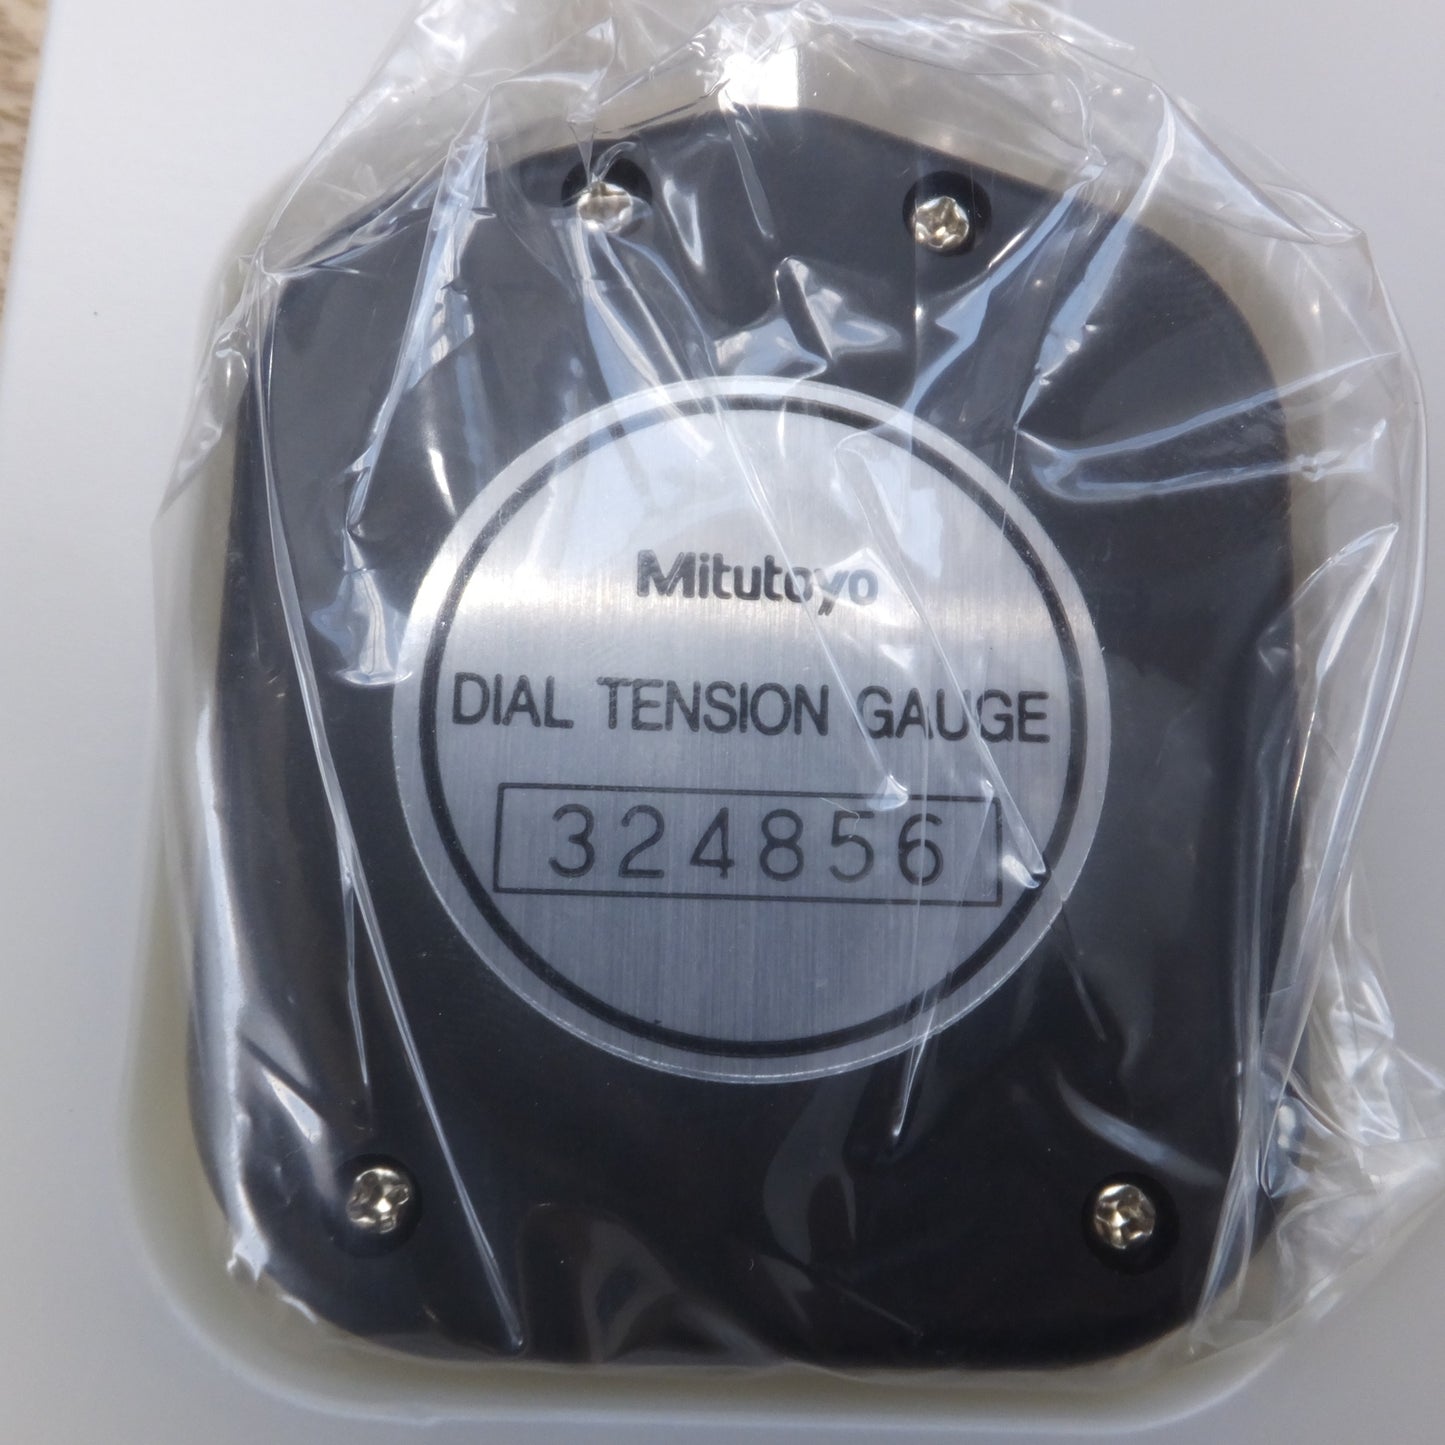 Mitutoyo
DIAL TENSION GAUGE
324856